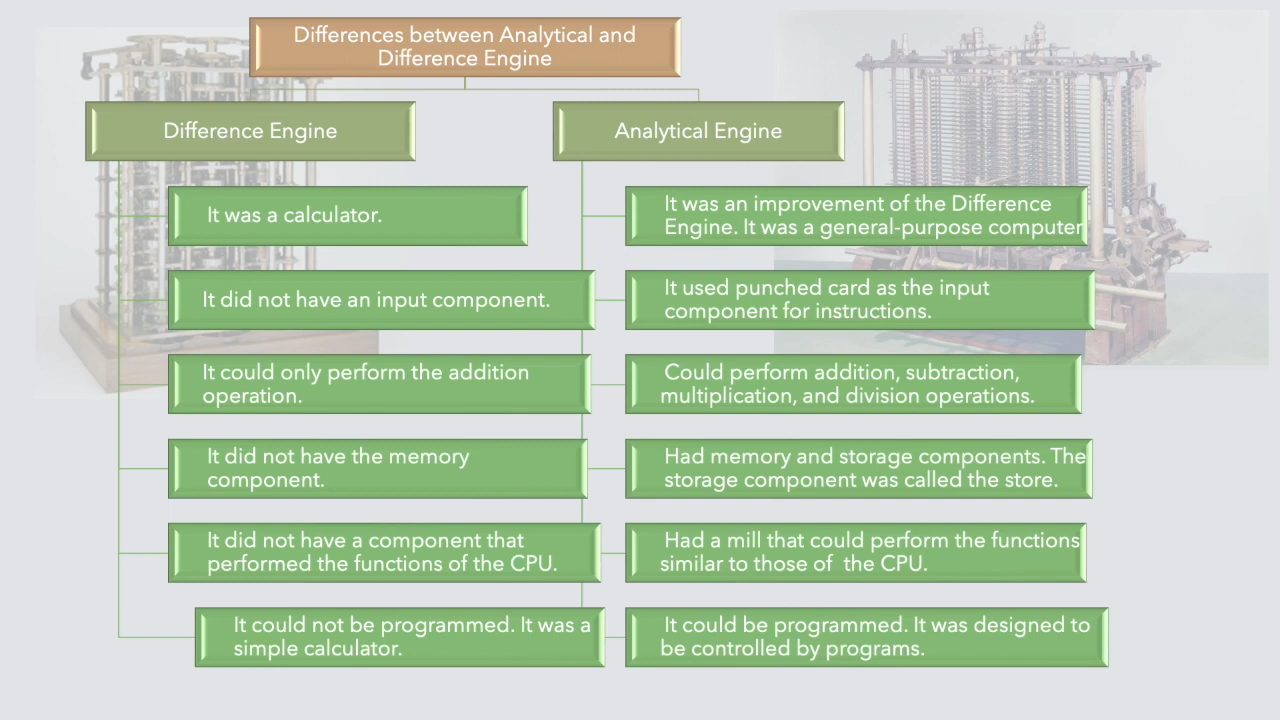 Differences between Analytical and
Difference Engine
Difference Engine
Analytical Engine
It was a calculator.
It was an improvement of the Difference
Engine. It was a general-purpose computer
It did not have an input component.
It used punched card as the input
component for instructions.
It could only perform the addition
operation.
Could perform addition, subtraction,
multiplication, and division operations.
It did not have the memory
component.
Had memory and storage components. The
storage component was called the store.
It did not have a component that
performed the functions of the CPU.
Had a mill that could perform the functions
similar to those of the CPU.
It could not be programmed. It was a
simple calculator.
It could be programmed. It was designed to
be controlled by programs.